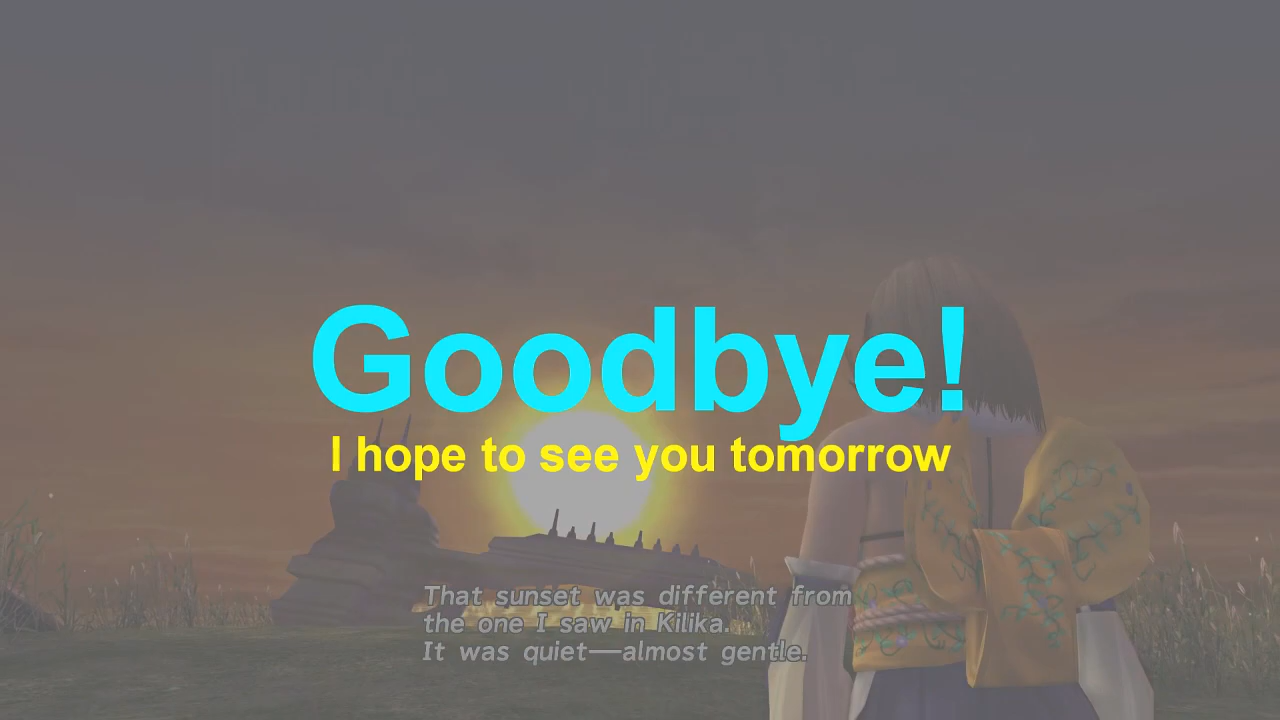 Goodbye!
I hope to see you tomorrow
That sunset was different from
the one I saw in Kilika.
It was quiet—almost gentle.